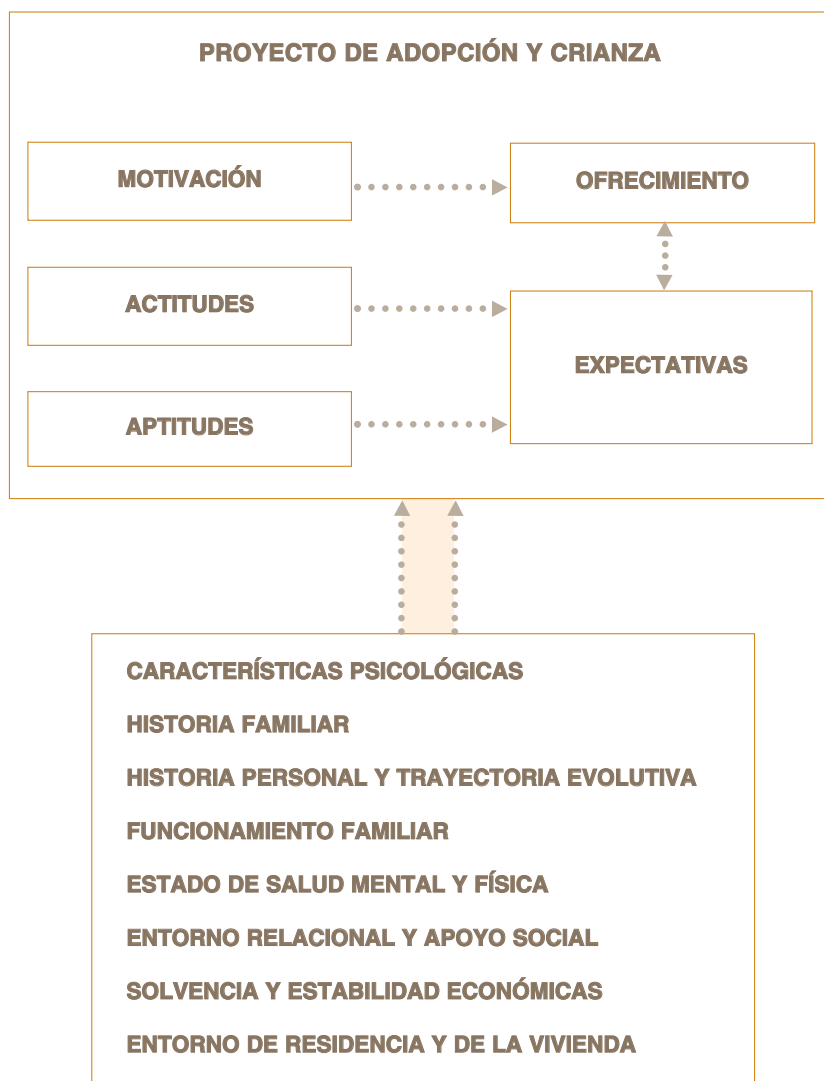 PROYECTO DE ADOPCIÓN Y CRIANZA
MOTIVACIÓN
OFRECIMIENTO
ACTITUDES
EXPECTATIVAS
APTITUDES
CARACTERÍSTICAS PSICOLÓGICAS
HISTORIA FAMILIAR
HISTORIA PERSONAL Y TRAYECTORIA EVOLUTIVA
FUNCIONAMIENTO FAMILIAR
ESTADO DE SALUD MENTAL Y FÍSICA
ENTORNO RELACIONAL Y APOYO SOCIAL
SOLVENCIA Y ESTABILIDAD ECONÓMICAS
ENTORNO DE RESIDENCIA Y DE LA VIVIENDA